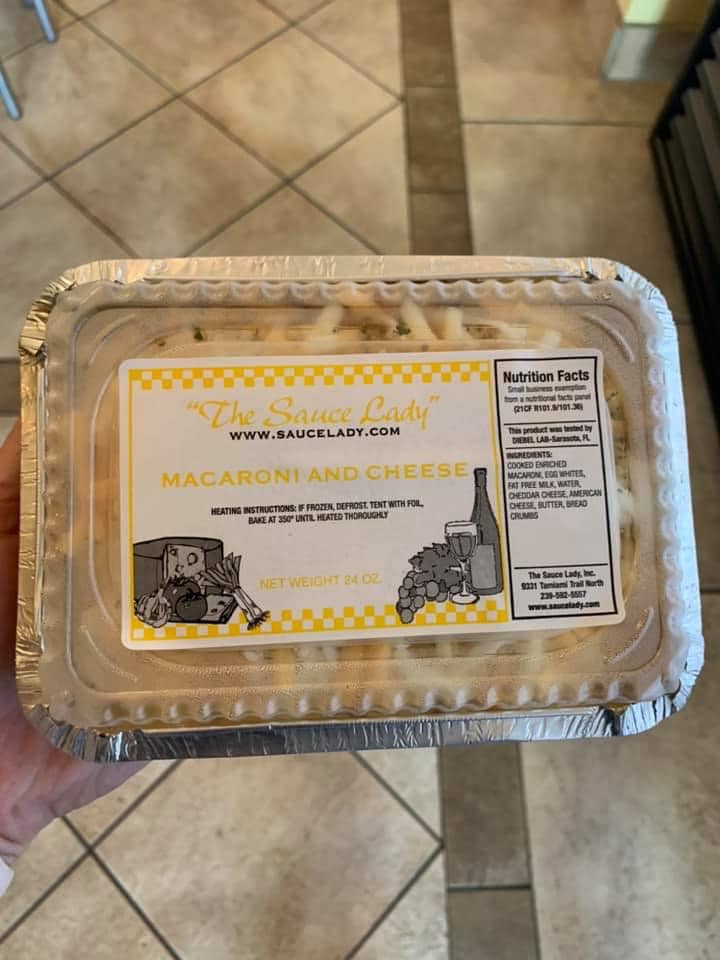 "The Sauce Lady"
WWW.SAUCELADY.COM
MACARONI AND CHEESE
HEATING INSTRUCTIONS: IF FROZEN, DEFROST. TENT WITH FOIL,
BAKE AT 350° UNTIL HEATED THOROUGHLY
NET WEIGHT 24 OZ.
Nutrition Facts
Small business exemption
from a nutritional facts panel
(21CF R101.9/101.36)
This product was tested by
DIEBEL LAB-Sarasota, FL
INGREDIENTS:
COOKED ENRICHED
MACARONI, EGG WHITES,
FAT FREE MILK, WATER,
CHEDDAR CHEESE, AMERICAN
CHEESE, BUTTER, BREAD
CRUMBS
The Sauce Lady, Inc.
9331 Tamiami Trail North
239-592-5557
www.saucelady.com